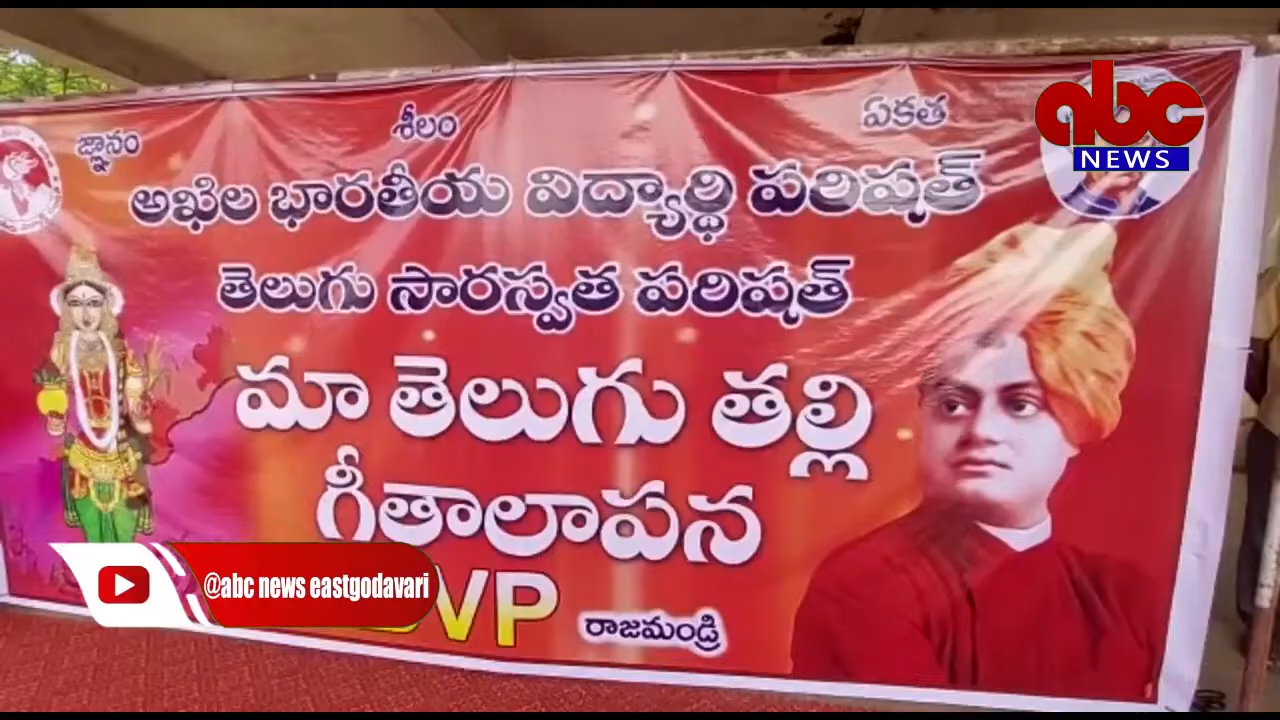 abc
NEWS
జ్ఞానం శీలం ఏకత
అఖిల భారతీయ విద్యార్థి పరిషత్
తెలుగు సారస్వత పరిషత్
మా తెలుగు తల్లి
గీతాలాపన
@abc news eastgodavari
VP రాజమండ్రి